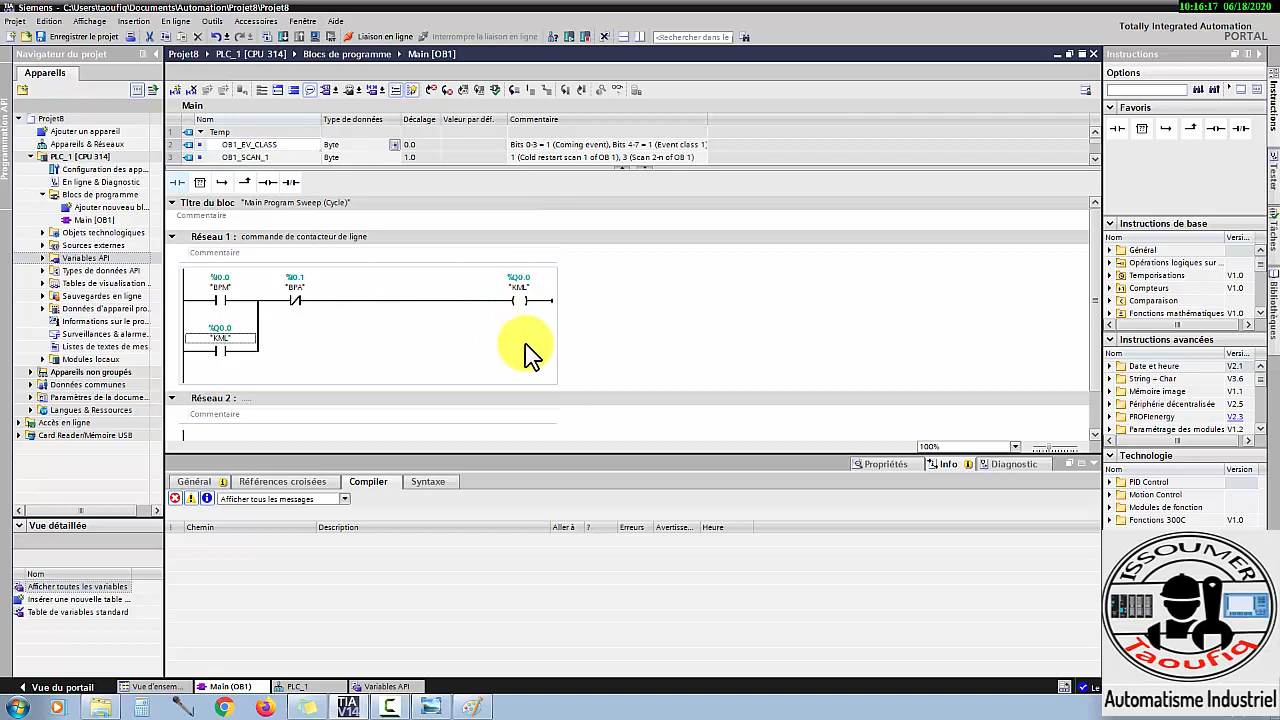 Siemens - C:\Users\taoufiq\Documents\Automation\Projet8\Projet8
10:16:17 06/18/2020
Projet Edition Affichage Insertion En ligne Outils Accessoires Fenêtre Aide
Totally Integrated Automation
PORTAL
Enregistrer le projet
Liaison en ligne
Interrompre la liaison en ligne
<Rechercher dans le
Navigateur du projet
Projet8 PLC_1 [CPU 314] Blocs de programme Main [OB1]
Instructions
Appareils
Options
Programmation API
Projet8
Ajouter un appareil
Appareils & Réseaux
PLC_1 [CPU 314]
Configuration des app...
En ligne & Diagnostic
Blocs de programme
Ajouter nouveau bl...
Main [OB1]
Objets technologiques
Sources externes
Variables API
Types de données API
Tables de visualisation ...
Sauvegardes en ligne
Données d'appareil pro...
Informations sur le pro...
Surveillances & alarme...
Listes de textes de mes...
Modules locaux
Appareils non groupés
Données communes
Paramètres de la docume...
Langues & Ressources
Accès en ligne
Card Reader/Mémoire USB
Vue détaillée
Nom
Afficher toutes les variables
Insérer une nouvelle table ...
Table de variables standard
Main
Nom Type de données Décalage Valeur par déf. Commentaire
1 Temp
2 OB1_EV_CLASS Byte 0.0 Bits 0-3 = 1 (Coming event), Bits 4-7 = 1 (Event class 1)
3 OB1_SCAN_1 Byte 1.0 1 (Cold restart scan 1 of OB 1), 3 (Scan 2-n of OB 1)
Titre du bloc "Main Program Sweep (Cycle)"
Commentaire
Réseau 1 : commande de contacteur de ligne
Commentaire
%I0.0 %I0.1 %Q0.0
"BPM" "BPA" "KML"
%Q0.0
"KML"
Réseau 2 : .....
Commentaire
100%
Propriétés Info Diagnostic
Général Références croisées Compiler Syntaxe
Afficher tous les messages
! Chemin Description Aller à ? Erreurs Avertisse... Heure
Favoris
Instructions de base
Nom Versi...
Général
Opérations logiques sur ...
Temporisations V1.0
Compteurs V1.0
Comparaison
Fonctions mathématiques V1.0
Instructions avancées
Nom Versi...
Date et heure V2.1
String + Char V3.6
Mémoire image V1.1
Périphérie décentralisée V2.5
PROFIenergy V2.3
Paramétrage des modules V1.2
Technologie
Nom Version
PID Control
Motion Control
Modules de fonction
Fonctions 300C V1.0
Instructions
Tester
Tâches
Bibliothèques
ISSOUMER
Taoufiq
Automatisme Industriel
Vue du portail
Vue d'ensem...
Main (OB1)
PLC_1
Variables API
Le
TIA
V14